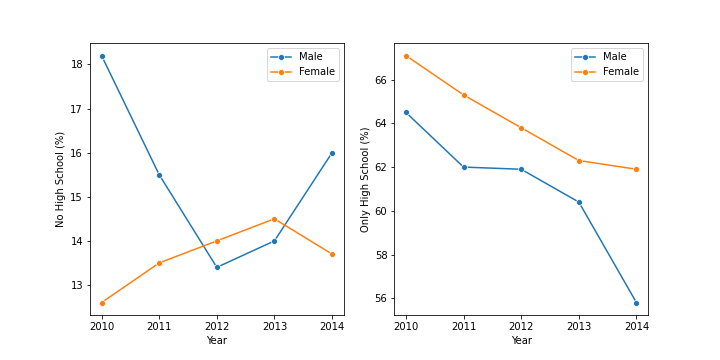 No High School (%)
18
17
16
15
14
13
2010 2011 2012 2013 2014
Year
Male
Female
Only High School (%)
66
64
62
60
58
56
2010 2011 2012 2013 2014
Year
Male
Female